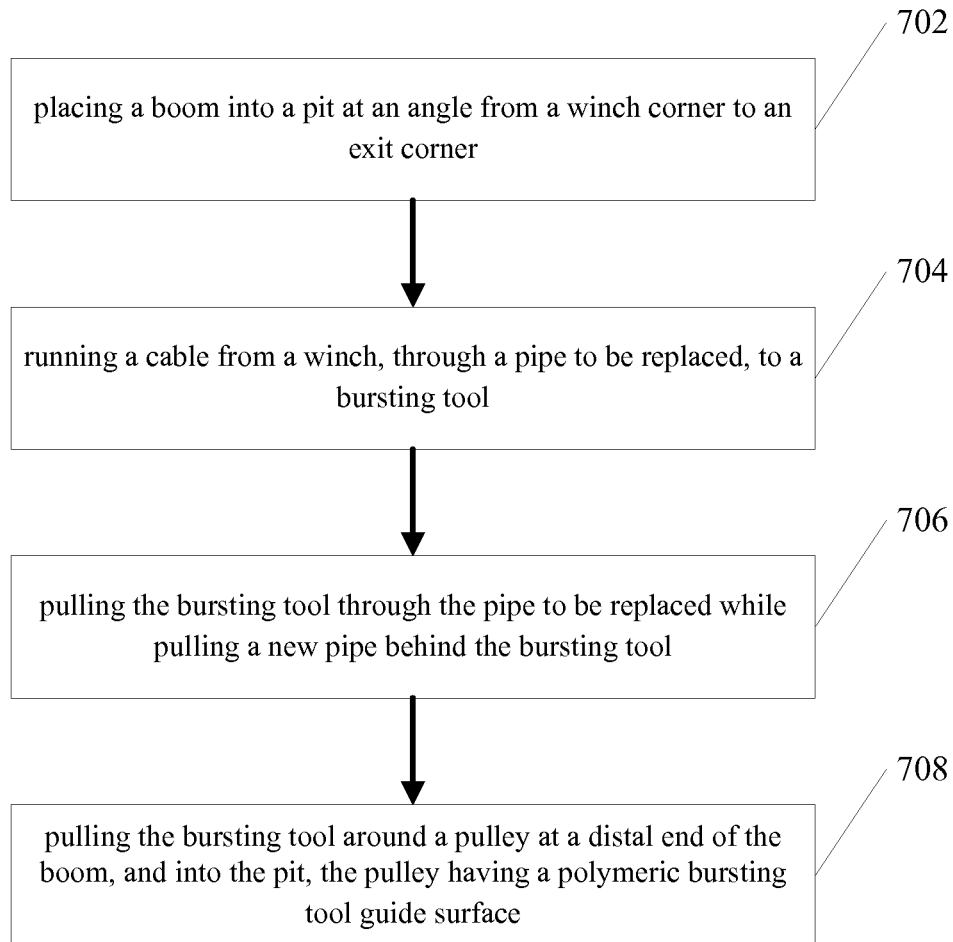 702
placing a boom into a pit at an angle from a winch corner to an
exit corner
704
running a cable from a winch, through a pipe to be replaced, to a
bursting tool
706
pulling the bursting tool through the pipe to be replaced while
pulling a new pipe behind the bursting tool
708
pulling the bursting tool around a pulley at a distal end of the
boom, and into the pit, the pulley having a polymeric bursting
tool guide surface